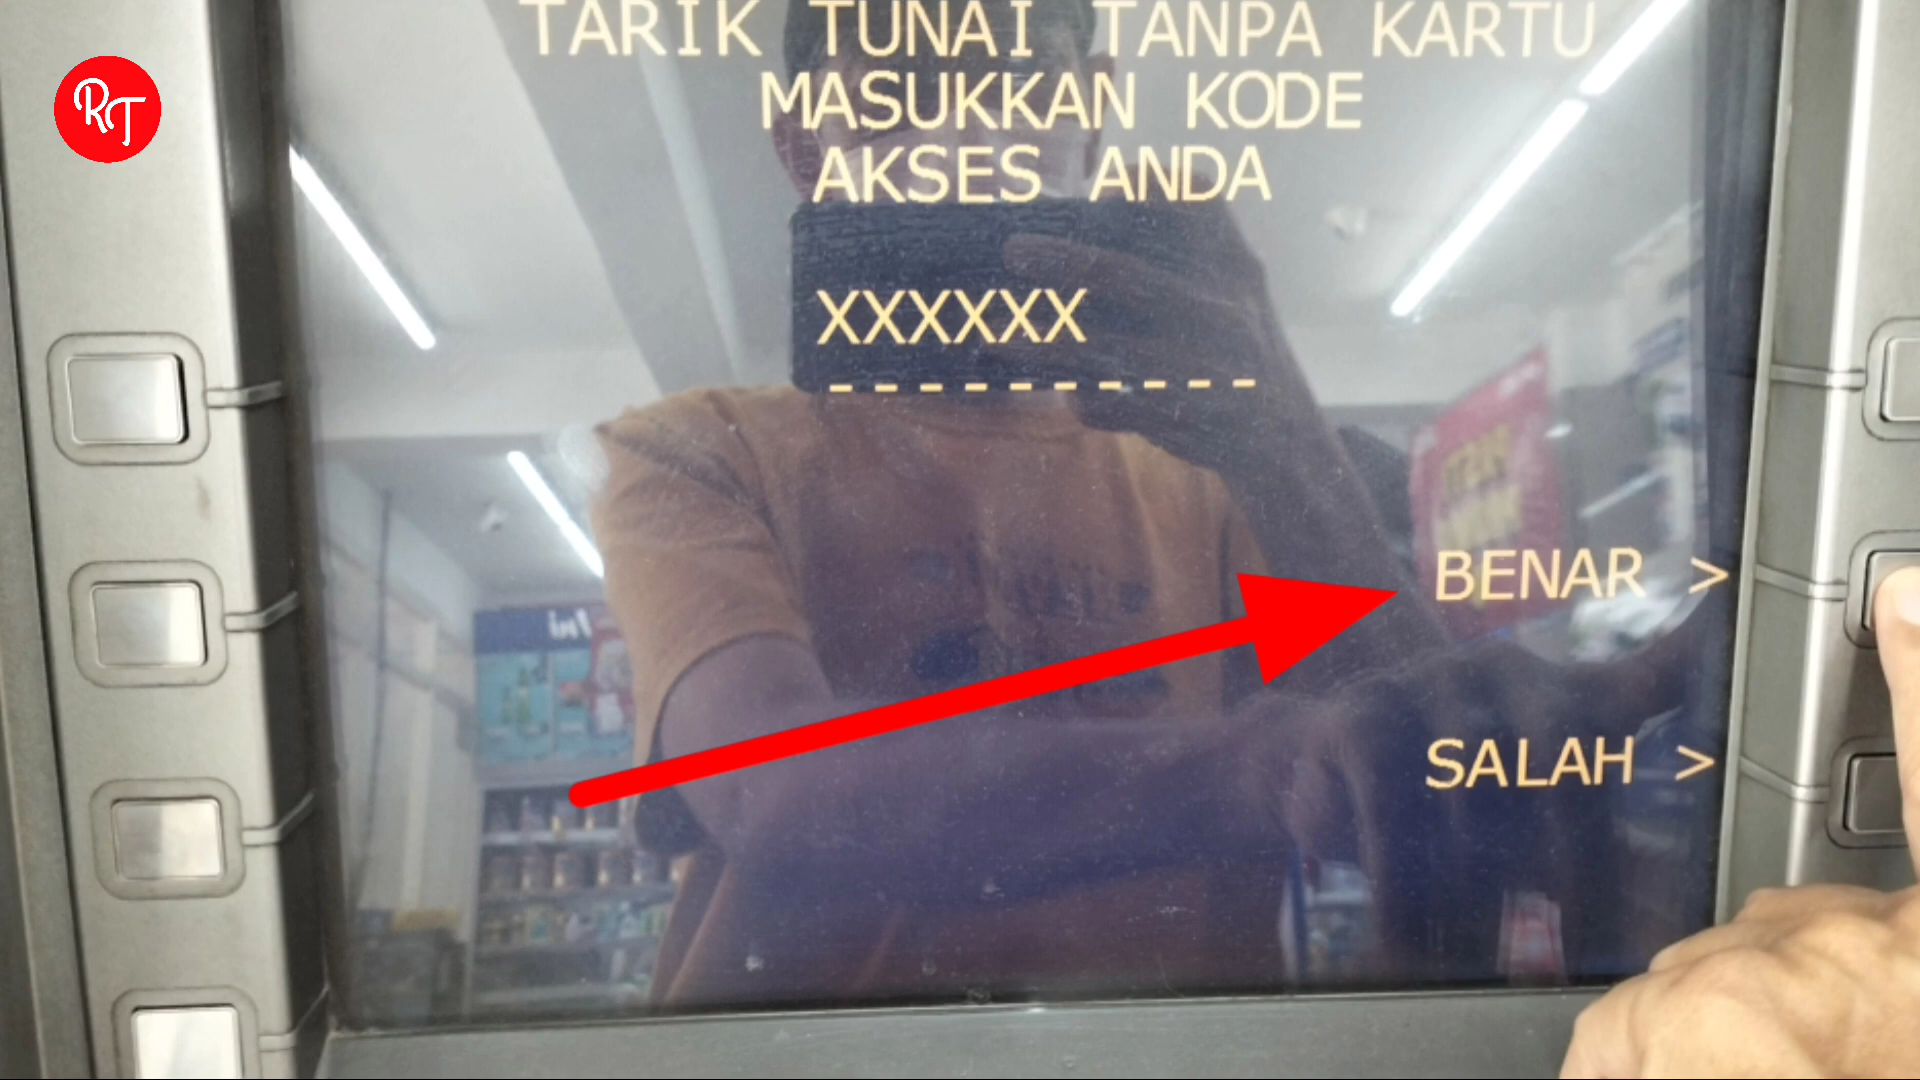 RT
TARIK TUNAI TANPA KARTU
MASUKKAN KODE
AKSES ANDA
XXXXXX
----------
BENAR >
SALAH >